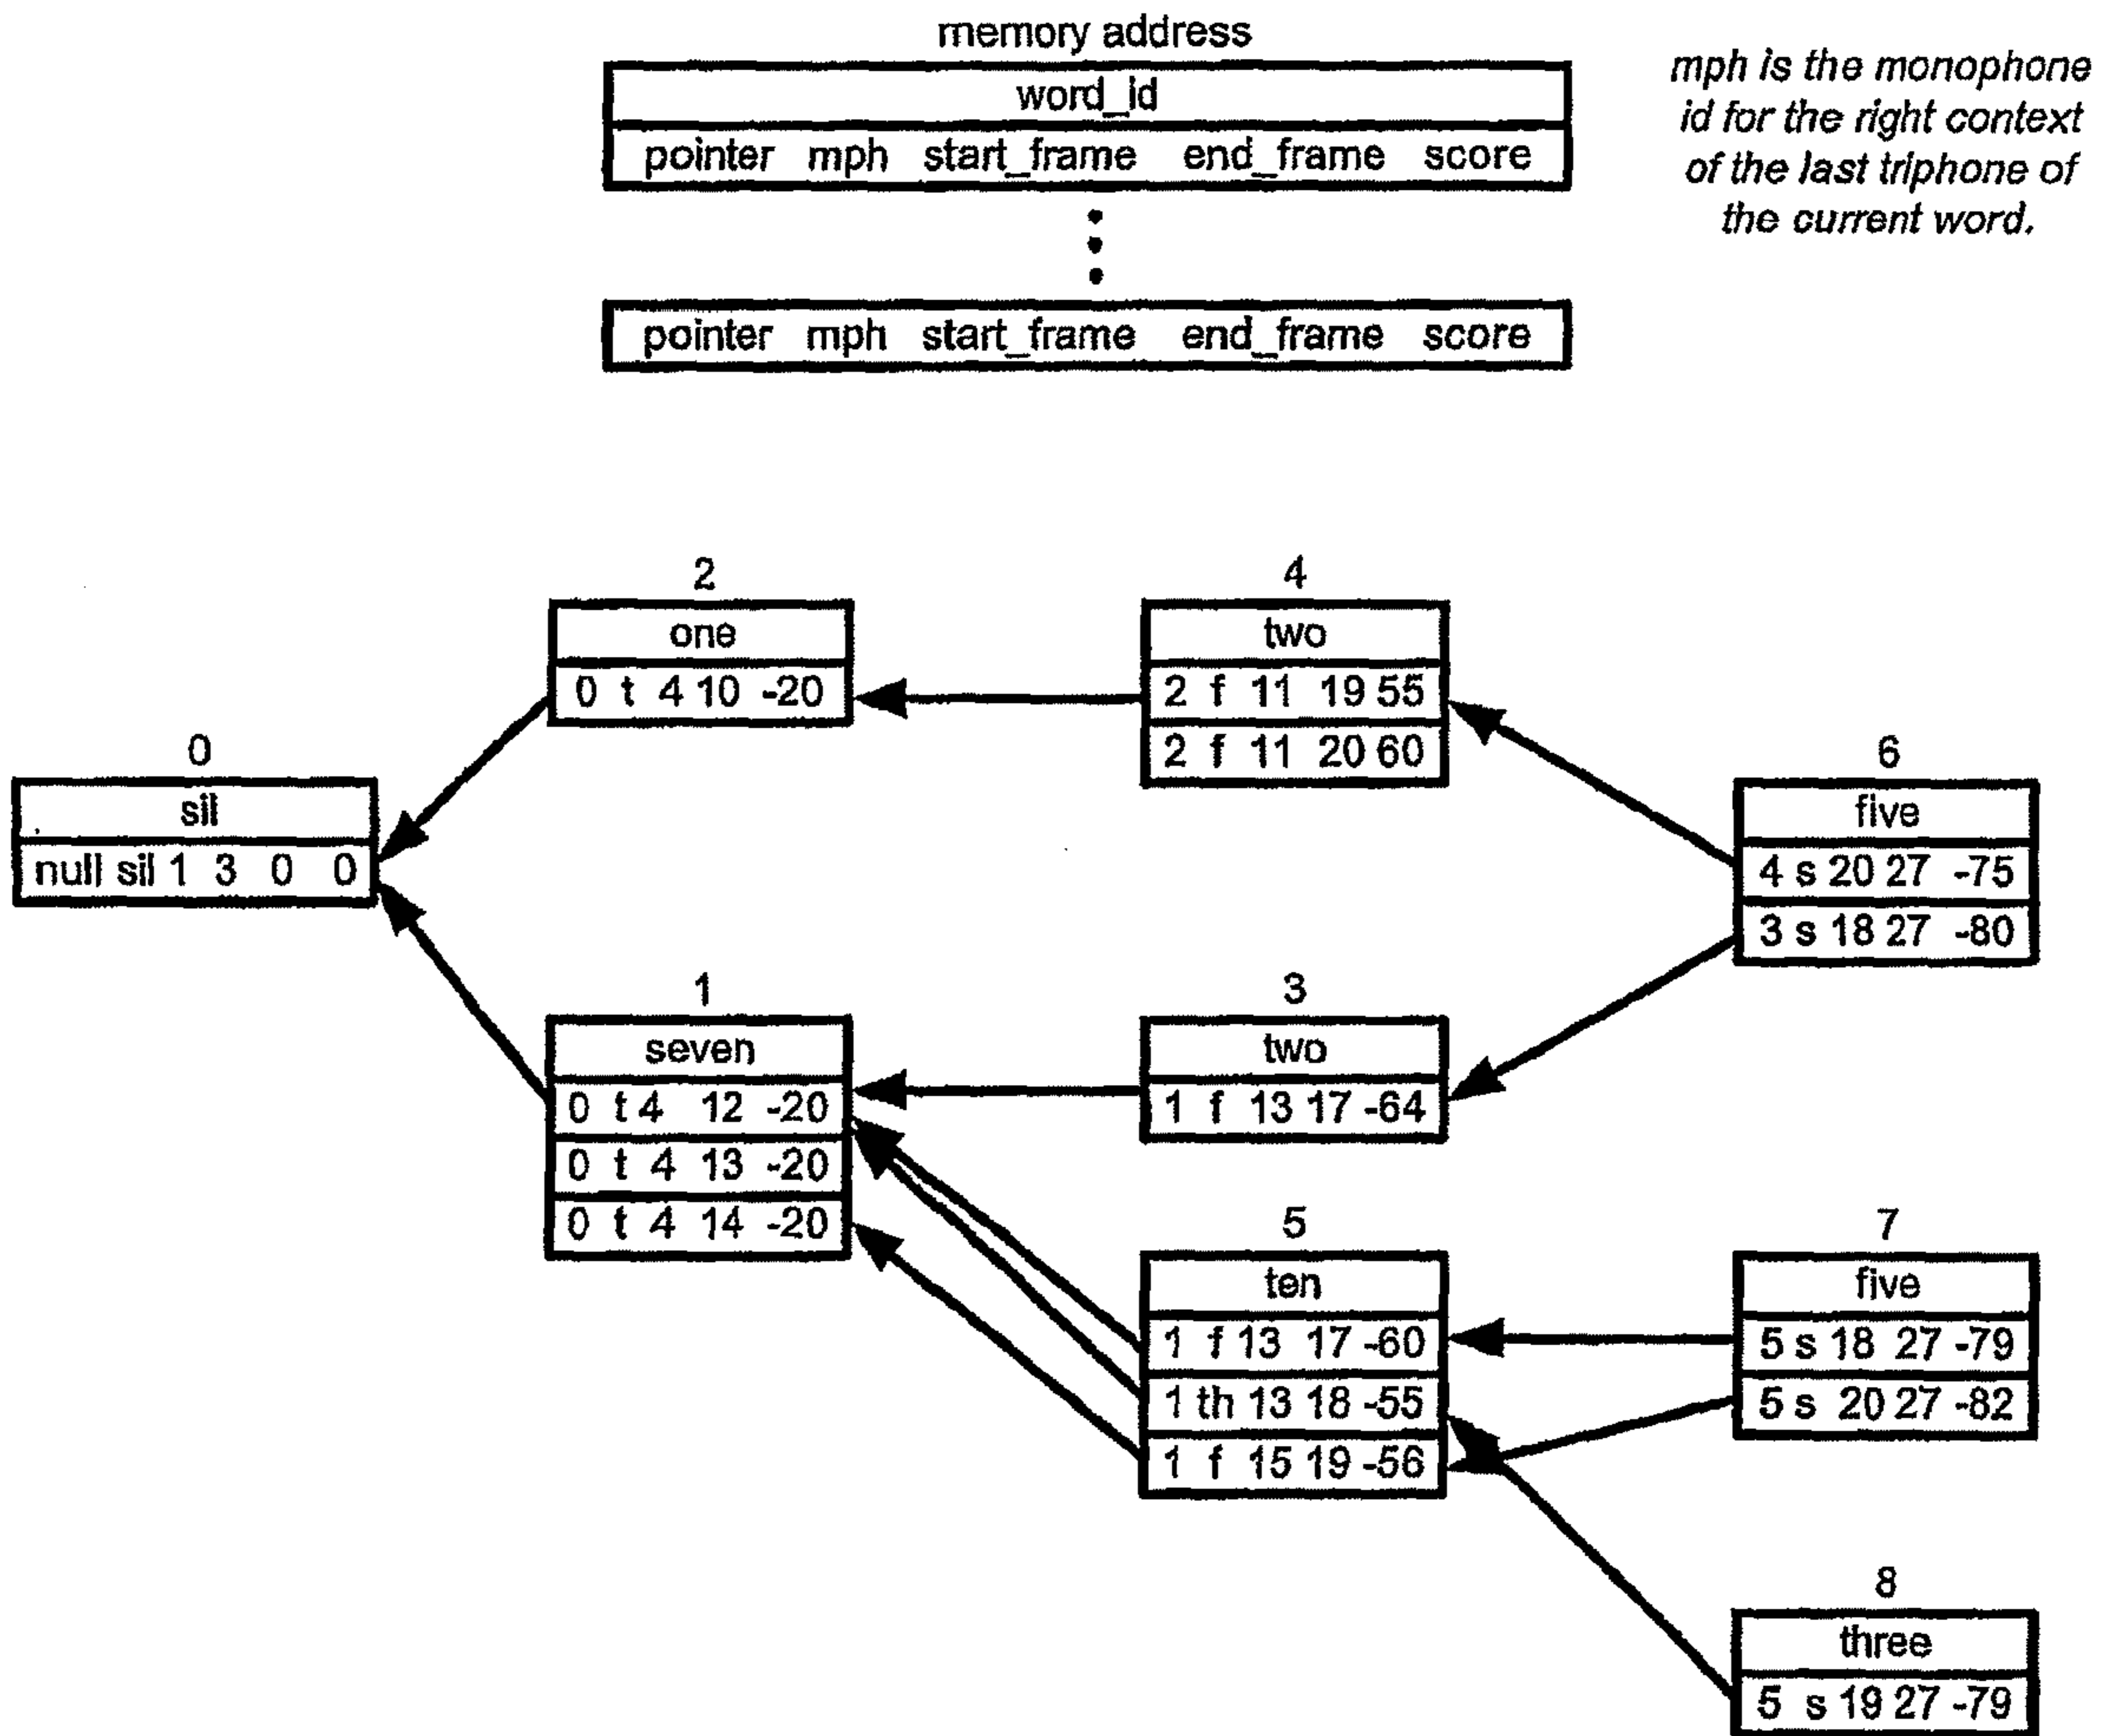 memory address
word_id
pointer mph start_frame end_frame score
pointer mph start_frame end_frame score
mph is the monophone
id for the right context
of the last triphone of
the current word.
0
sil
null sil 1 3 0 0
2
one
0 t 4 10 -20
1
seven
0 t 4 12 -20
0 t 4 13 -20
0 t 4 14 -20
4
two
2 f 11 19 55
2 f 11 20 60
3
two
1 f 13 17 -64
5
ten
1 f 13 17 -60
1 th 13 18 -55
1 f 15 19 -56
6
five
4 s 20 27 -75
3 s 18 27 -80
7
five
5 s 18 27 -79
5 s 20 27 -82
8
three
5 s 19 27 -79